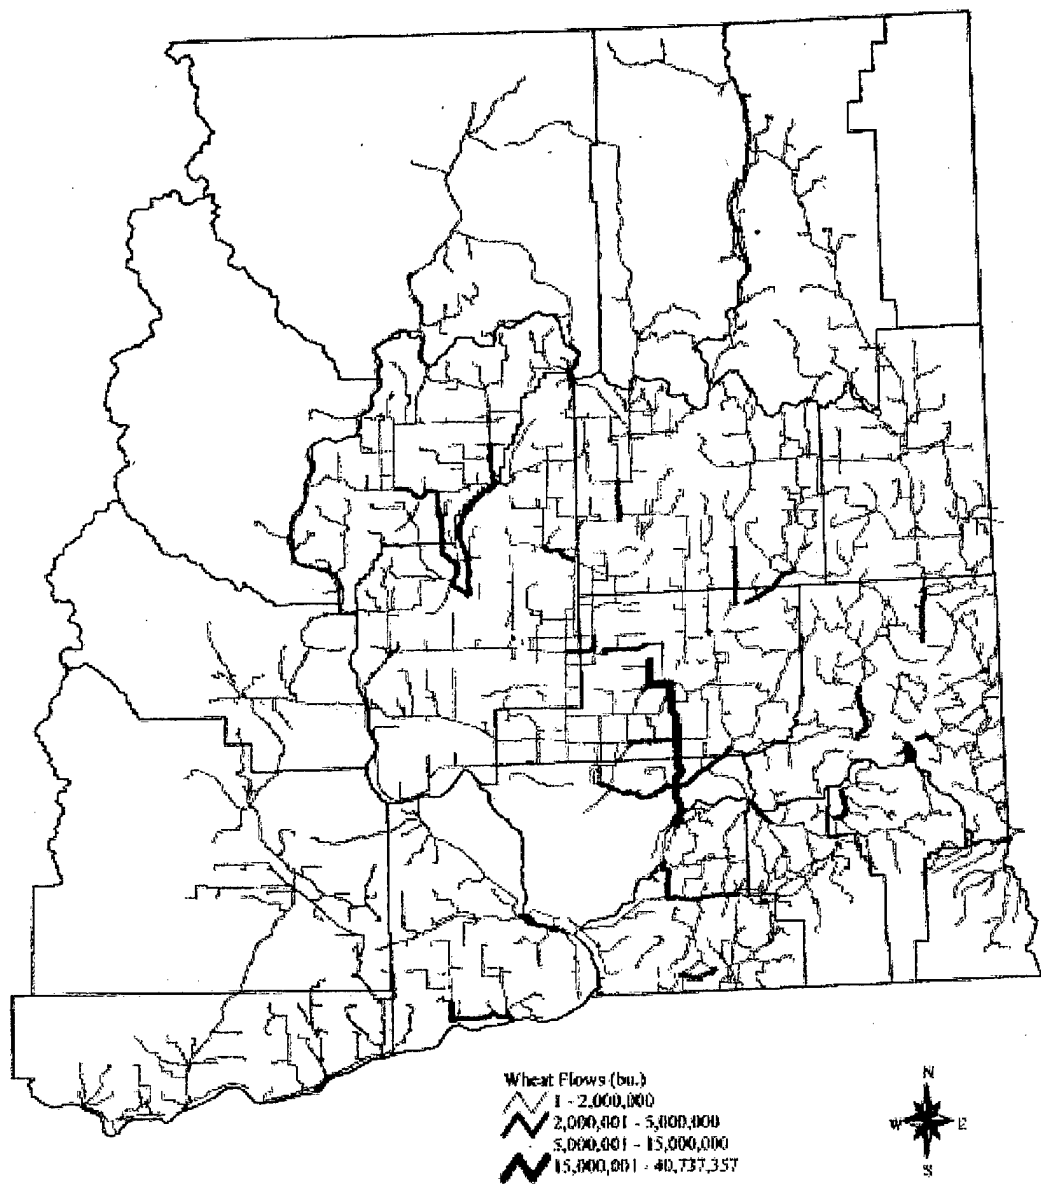 Wheat Flows (bu.)
1 - 2,000,000
2,000,001 - 5,000,000
5,000,001 - 15,000,000
15,000,001 - 40,737,357
N
W E
S